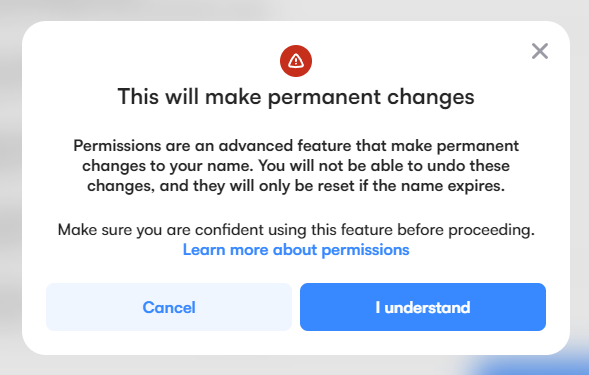 This will make permanent changes
Permissions are an advanced feature that make permanent
changes to your name. You will not be able to undo these
changes, and they will only be reset if the name expires.
Make sure you are confident using this feature before proceeding.
Learn more about permissions
Cancel
I understand